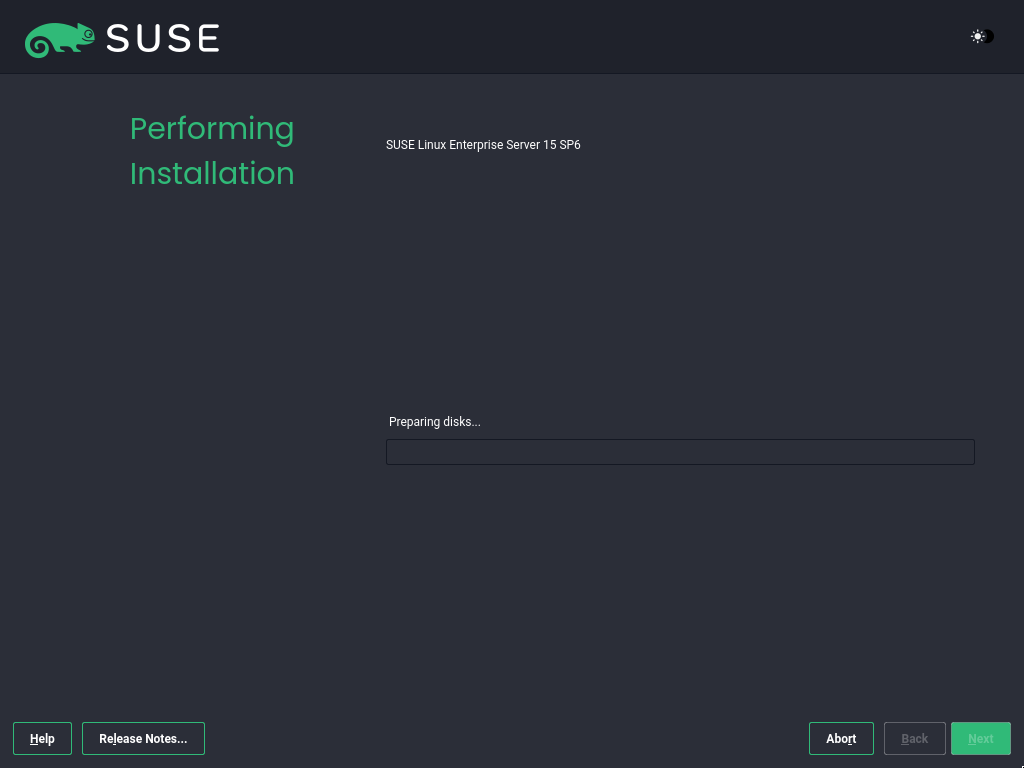 SUSE
Performing
Installation
SUSE Linux Enterprise Server 15 SP6
Preparing disks...
Help
Release Notes...
Abort
Back
Next